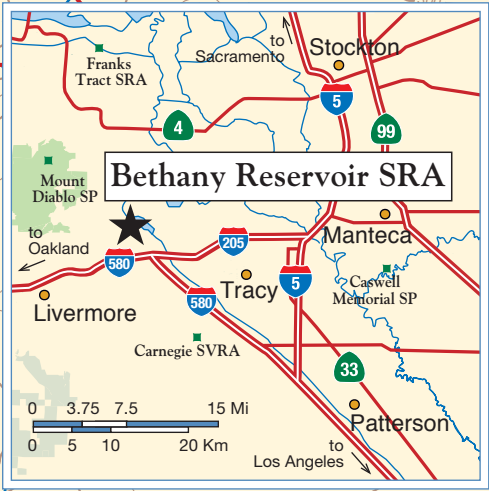 to
Sacramento
Stockton
Franks
Tract SRA
5
4
99
Bethany Reservoir SRA
Mount
Diablo SP
to
Oakland
205
Manteca
580
5
Caswell
Memorial SP
Tracy
580
Livermore
Carnegie SVRA
33
0 3.75 7.5 15 Mi
0 5 10 20 Km
Patterson
to
Los Angeles